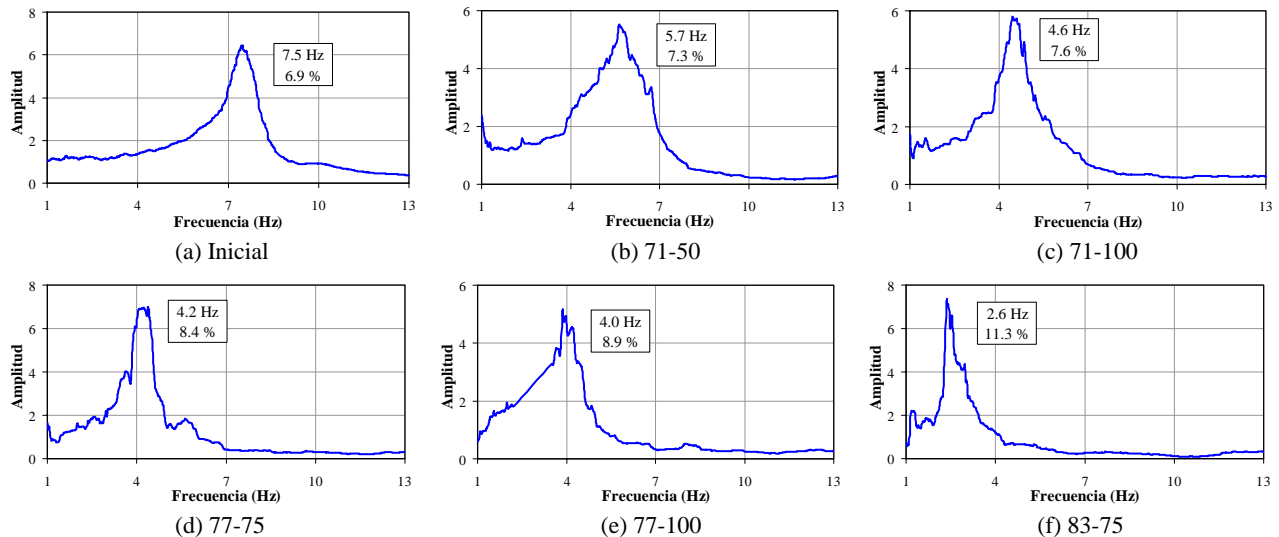 8
6
4
2
0
Amplitud
7.5 Hz
6.9 %
1 4 7 10 13
Frecuencia (Hz)
(a) Inicial
6
4
2
0
Amplitud
5.7 Hz
7.3 %
1 4 7 10 13
Frecuencia (Hz)
(b) 71-50
6
4
2
0
Amplitud
4.6 Hz
7.6 %
1 4 7 10 13
Frecuencia (Hz)
(c) 71-100
8
6
4
2
0
Amplitud
4.2 Hz
8.4 %
1 4 7 10 13
Frecuencia (Hz)
(d) 77-75
6
4
2
0
Amplitud
4.0 Hz
8.9 %
1 4 7 10 13
Frecuencia (Hz)
(e) 77-100
8
6
4
2
0
Amplitud
2.6 Hz
11.3 %
1 4 7 10 13
Frecuencia (Hz)
(f) 83-75